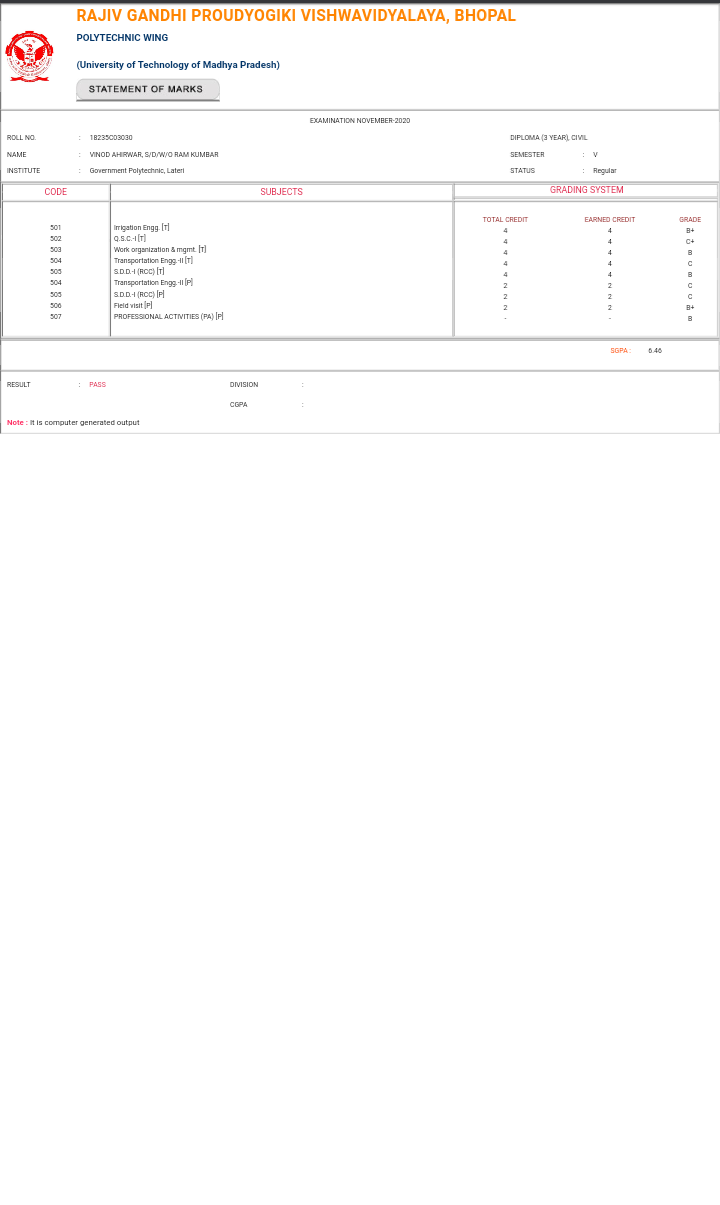 RAJIV GANDHI PROUDYOGIKI VISHWAVIDYALAYA, BHOPAL
POLYTECHNIC WING
(University of Technology of Madhya Pradesh)
STATEMENT OF MARKS
EXAMINATION NOVEMBER-2020
ROLL NO. : 18235C03030 DIPLOMA (3 YEAR), CIVIL
NAME : VINOD AHIRWAR, S/D/W/O RAM KUMBAR SEMESTER : V
INSTITUTE : Government Polytechnic, Lateri STATUS : Regular
CODE SUBJECTS GRADING SYSTEM
TOTAL CREDIT EARNED CREDIT GRADE
501 Irrigation Engg. [T] 4 4 B+
502 Q.S.C.-I [T] 4 4 C+
503 Work organization & mgmt. [T] 4 4 B
504 Transportation Engg.-II [T] 4 4 C
505 S.D.D.-I (RCC) [T] 4 4 B
504 Transportation Engg.-II [P] 2 2 C
505 S.D.D.-I (RCC) [P] 2 2 C
506 Field visit [P] 2 2 B+
507 PROFESSIONAL ACTIVITIES (PA) [P] - - B
SGPA : 6.46
RESULT : PASS DIVISION :
CGPA :
Note : It is computer generated output